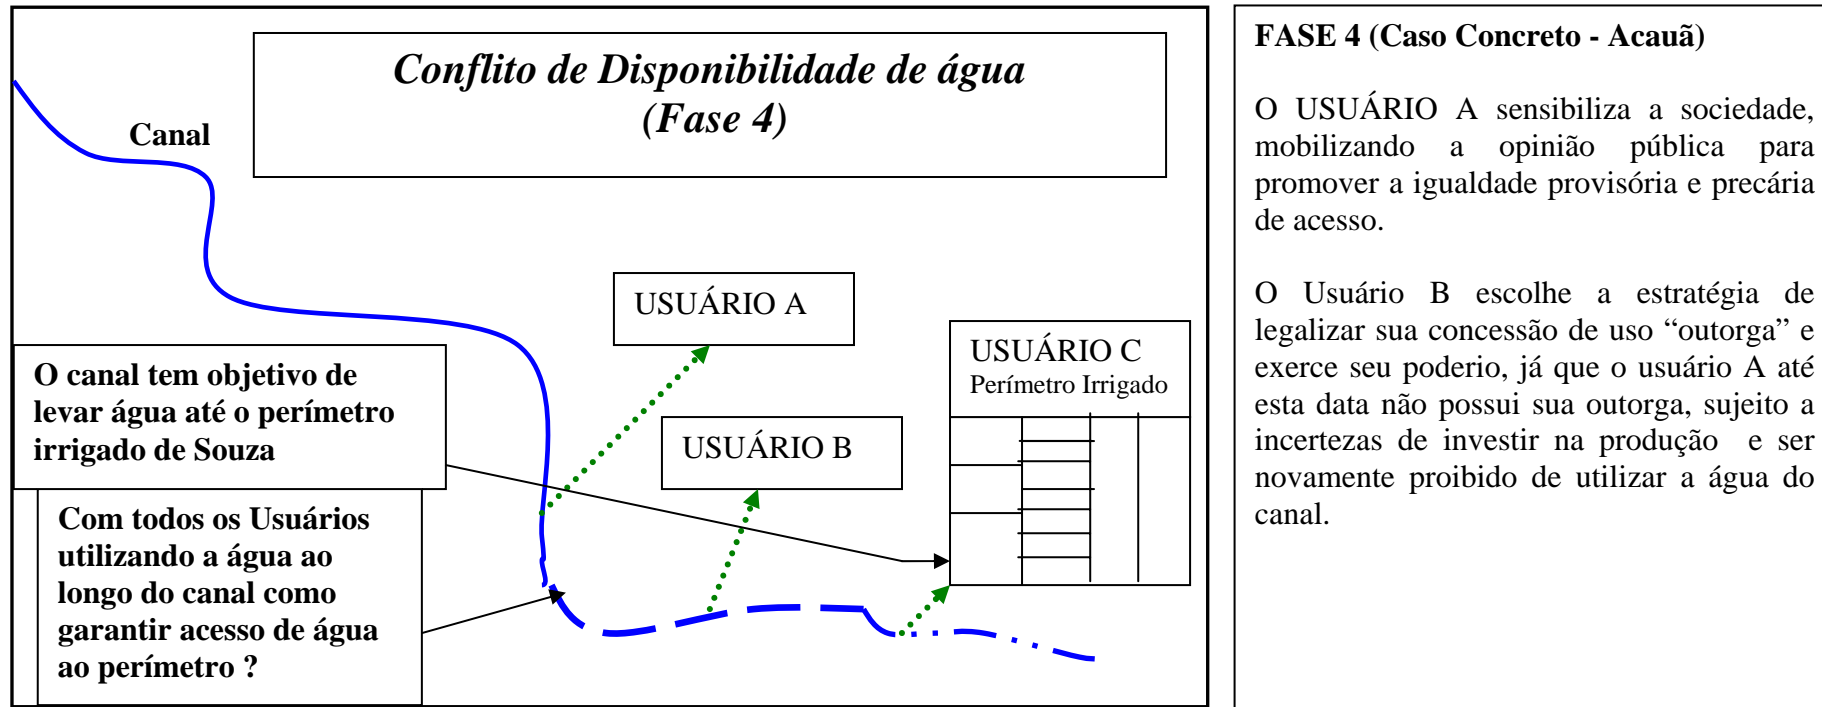 Conflito de Disponibilidade de água
(Fase 4)
Canal
USUÁRIO A
USUÁRIO B
USUÁRIO C
Perímetro Irrigado
O canal tem objetivo de
levar água até o perímetro
irrigado de Souza
Com todos os Usuários
utilizando a água ao
longo do canal como
garantir acesso de água
ao perímetro ?
FASE 4 (Caso Concreto - Acauã)
O USUÁRIO A sensibiliza a sociedade,
mobilizando a opinião pública para
promover a igualdade provisória e precária
de acesso.
O Usuário B escolhe a estratégia de
legalizar sua concessão de uso “outorga” e
exerce seu poderio, já que o usuário A até
esta data não possui sua outorga, sujeito a
incertezas de investir na produção e ser
novamente proibido de utilizar a água do
canal.